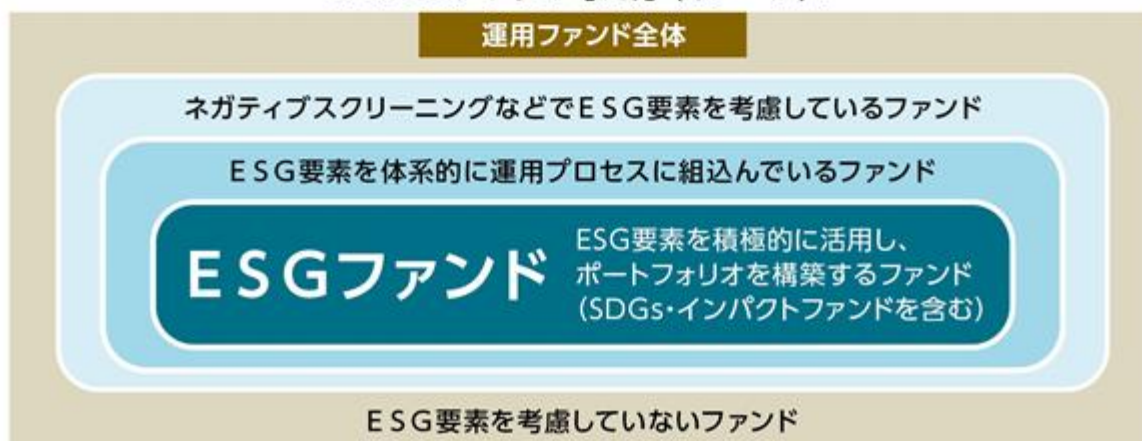 運用ファンド全体
ネガティブスクリーニングなどでESG要素を考慮しているファンド
ESG要素を体系的に運用プロセスに組込んでいるファンド
ESGファンド
ESG要素を積極的に活用し、
ポートフォリオを構築するファンド
(SDGs・インパクトファンドを含む)
ESG要素を考慮していないファンド